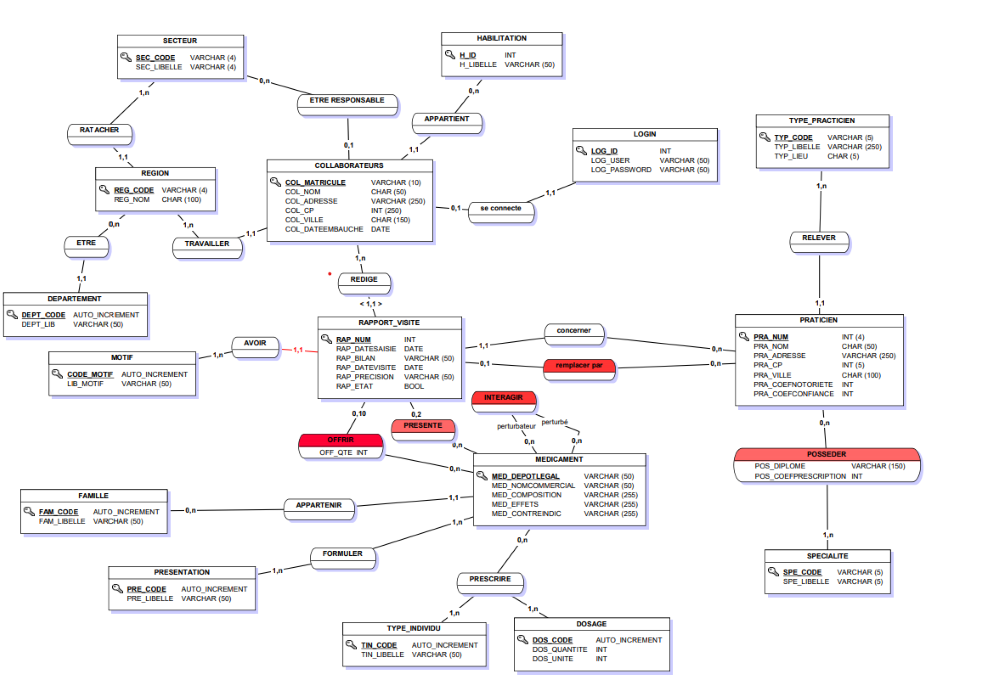 SECTEUR
SEC_CODE VARCHAR (4)
SEC_LIBELLE VARCHAR (4)
HABILITATION
H_ID INT
H_LIBELLE VARCHAR (50)
0,n
1,n
0,n
ETRE RESPONSABLE
APPARTIENT
RATACHER
0,1
1,1
1,1
TYPE_PRACTICIEN
TYP_CODE VARCHAR (5)
TYP_LIBELLE VARCHAR (250)
TYP_LIEU CHAR (5)
1,n
LOGIN
LOG_ID INT
LOG_USER VARCHAR (50)
LOG_PASSWORD VARCHAR (50)
1,1
REGION
REG_CODE VARCHAR (4)
REG_NOM CHAR (100)
COLLABORATEURS
COL_MATRICULE VARCHAR (10)
COL_NOM CHAR (50)
COL_ADRESSE VARCHAR (250)
COL_CP INT (250)
COL_VILLE CHAR (150)
COL_DATEEMBAUCHE DATE
0,1
se connecte
0,n
1,n
1,1
ETRE
TRAVAILLER
RELEVER
1,n
1,1
REDIGE
< 1,1 >
1,1
DEPARTEMENT
DEPT_CODE AUTO_INCREMENT
DEPT_LIB VARCHAR (50)
RAPPORT_VISITE
RAP_NUM INT
RAP_DATESAISIE DATE
RAP_BILAN VARCHAR (50)
RAP_DATEVISITE DATE
RAP_PRECISION VARCHAR (50)
RAP_ETAT BOOL
concerner
1,1
0,n
0,1
remplacer par
0,n
PRATICIEN
PRA_NUM INT (4)
PRA_NOM CHAR (50)
PRA_ADRESSE VARCHAR (250)
PRA_CP INT (5)
PRA_VILLE CHAR (100)
PRA_COEFNOTORIETE INT
PRA_COEFCONFIANCE INT
AVOIR
1,n
1,1
MOTIF
CODE_MOTIF AUTO_INCREMENT
LIB_MOTIF VARCHAR (50)
INTERAGIR
perturbateur
perturbé
0,n
0,n
0,10
0,2
PRESENTE
0,n
OFFRIR
OFF_QTE INT
0,n
0,n
POSSEDER
POS_DIPLOME VARCHAR (150)
POS_COEFPRESCRIPTION INT
1,n
MEDICAMENT
MED_DEPOTLEGAL VARCHAR (50)
MED_NOMCOMMERCIAL VARCHAR (50)
MED_COMPOSITION VARCHAR (255)
MED_EFFETS VARCHAR (255)
MED_CONTREINDIC VARCHAR (255)
FAMILLE
FAM_CODE AUTO_INCREMENT
FAM_LIBELLE VARCHAR (50)
0,n
APPARTENIR
1,1
1,n
FORMULER
1,n
0,n
PRESENTATION
PRE_CODE AUTO_INCREMENT
PRE_LIBELLE VARCHAR (50)
SPECIALITE
SPE_CODE VARCHAR (5)
SPE_LIBELLE VARCHAR (5)
PRESCRIRE
1,n
1,n
TYPE_INDIVIDU
TIN_CODE AUTO_INCREMENT
TIN_LIBELLE VARCHAR (50)
DOSAGE
DOS_CODE AUTO_INCREMENT
DOS_QUANTITE INT
DOS_UNITE INT